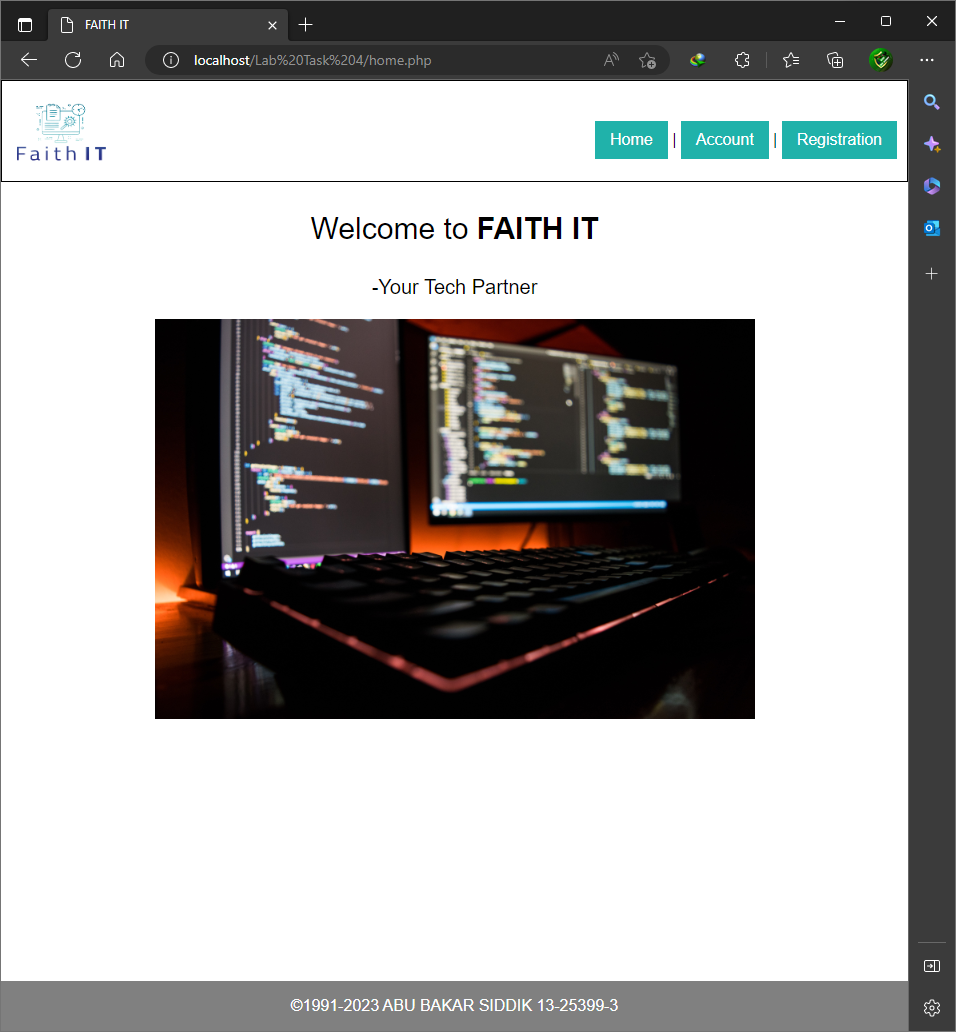 FAITH IT
localhost/Lab%20Task%204/home.php
Faith IT
Home | Account | Registration
Welcome to FAITH IT
-Your Tech Partner
©1991-2023 ABU BAKAR SIDDIK 13-25399-3